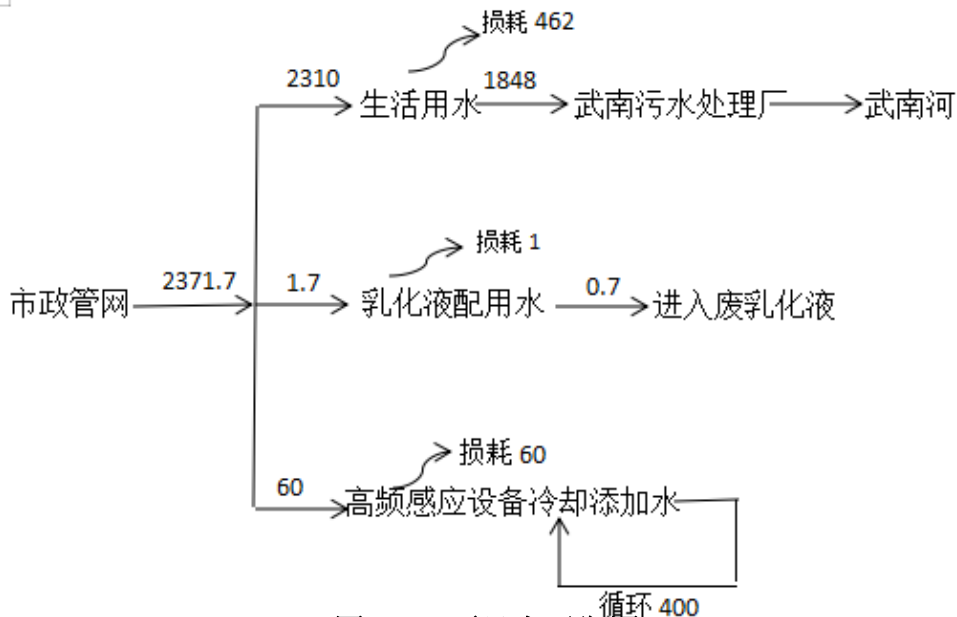 损耗 462
2310
生活用水
1848
武南污水处理厂
武南河
损耗 1
市政管网
2371.7
1.7
乳化液配用水
0.7
进入废乳化液
损耗 60
60
高频感应设备冷却添加水
循环 400